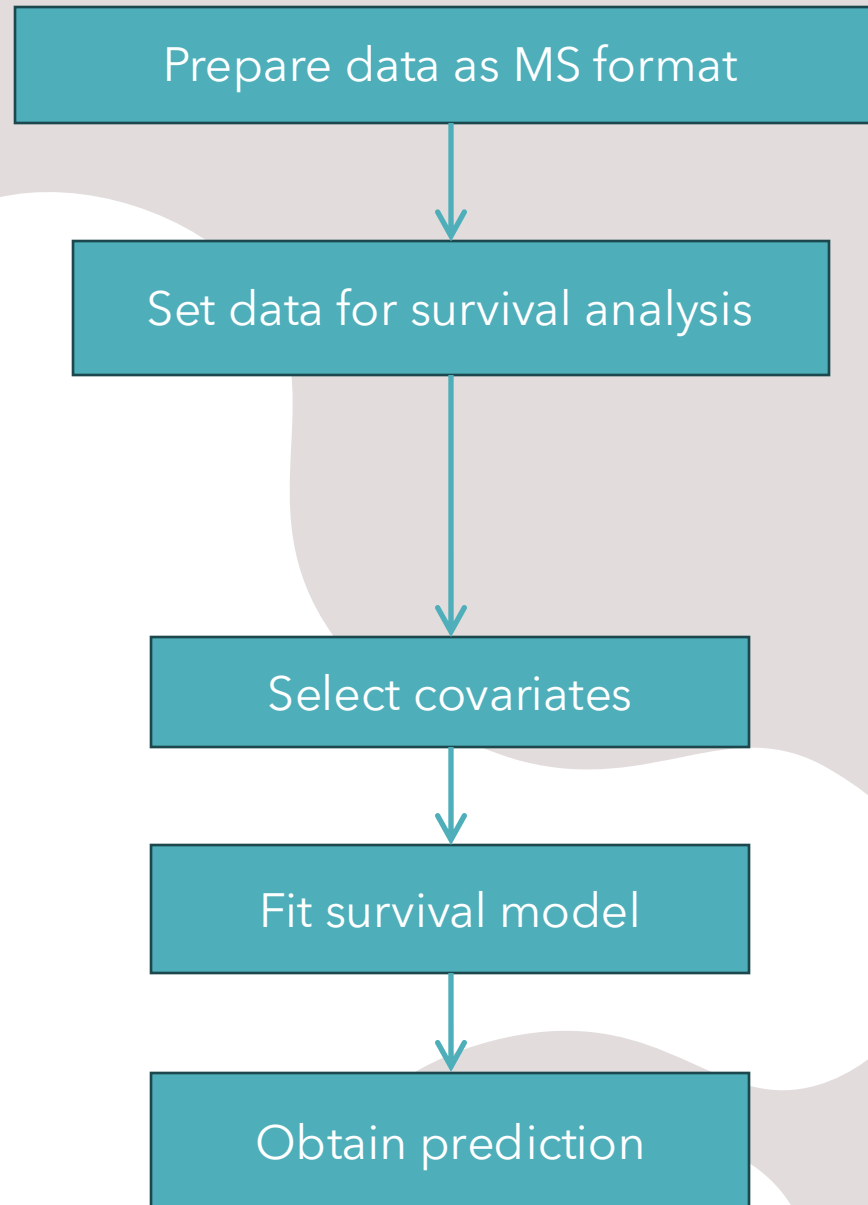 Prepare data as MS format
Set data for survival analysis
Select covariates
Fit survival model
Obtain prediction